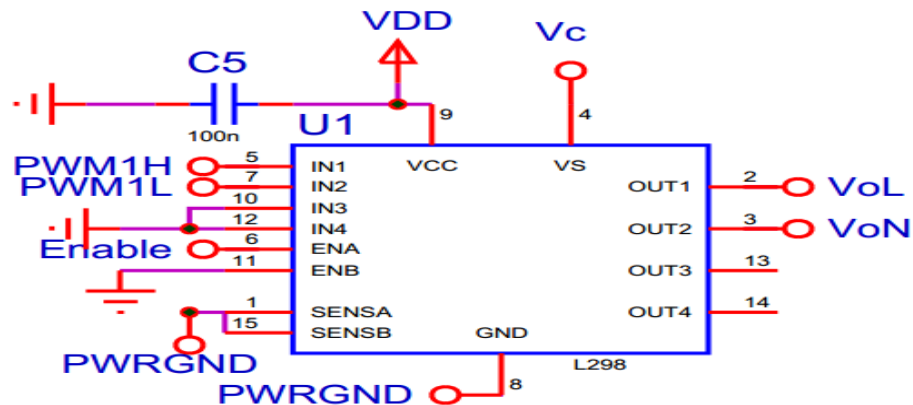 VDD
Vc
C5
100n
U1
9
4
VCC
VS
PWM1H
5
IN1
PWM1L
7
IN2
10
IN3
12
IN4
Enable
6
ENA
11
ENB
1
SENSA
15
SENSB
PWRGND
OUT1
2
VoL
OUT2
3
VoN
OUT3
13
OUT4
14
GND
L298
PWRGND
8